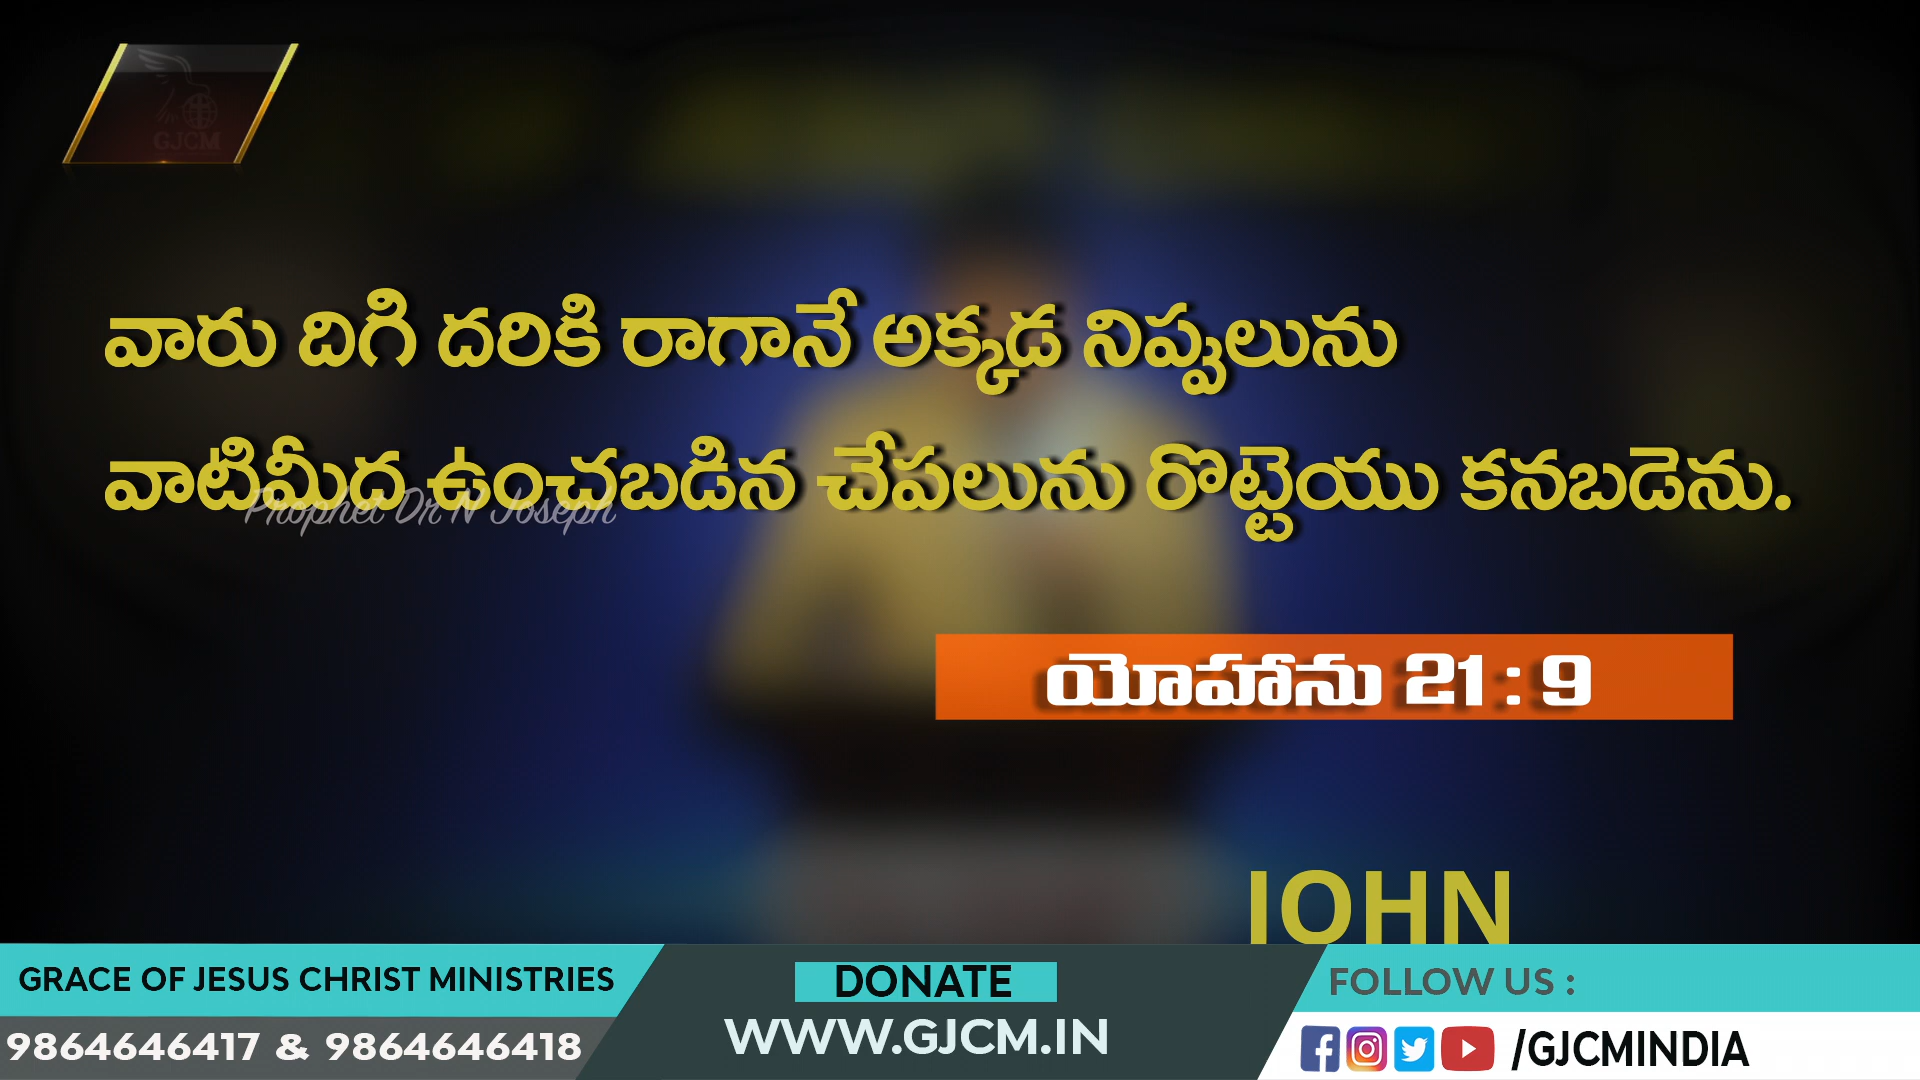 GJCM
వారు దిగి దరికి రాగానే అక్కడ నిప్పులును
వాటిమీద ఉంచబడిన చేపలును రొట్టెయు కనబడెను.
Prophet Dr N Joseph
యోహాను 21 : 9
JOHN
GRACE OF JESUS CHRIST MINISTRIES
9864646417 & 9864646418
DONATE
WWW.GJCM.IN
FOLLOW US :
/GJCMINDIA